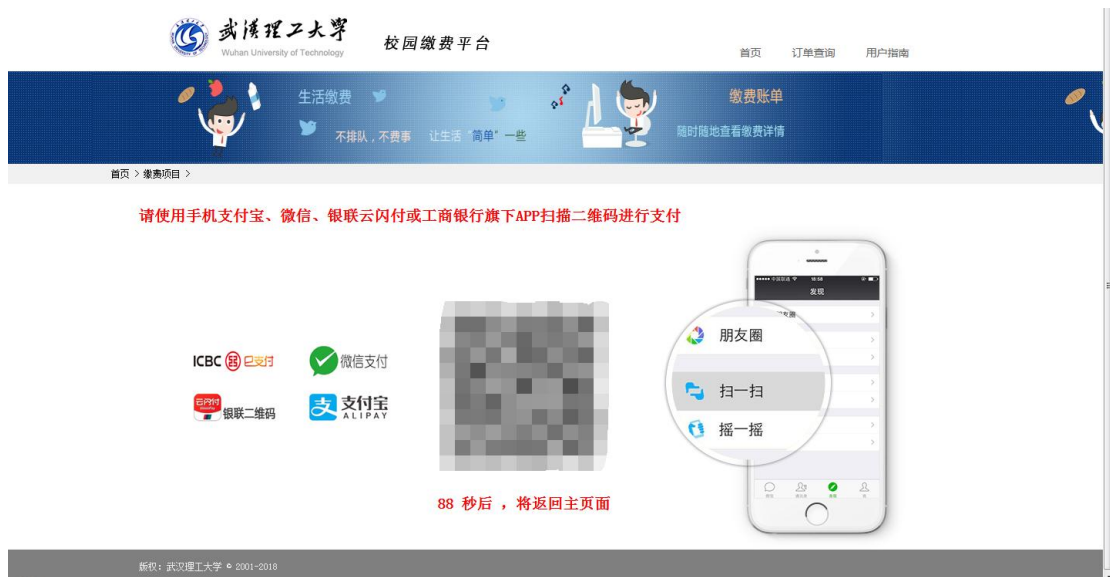 武漢理工大学
Wuhan University of Technology
校园缴费平台
首页 订单查询 用户指南
生活缴费
不排队，不费事 让生活“简单”一些
缴费账单
随时随地查看缴费详情
首页 > 缴费项目 >
请使用手机支付宝、微信、银联云闪付或工商银行旗下APP扫描二维码进行支付
16:58
发现
朋友圈
扫一扫
摇一摇
ICBC e支付
微信支付
云闪付
银联二维码
支付宝
ALIPAY
88 秒后 ，将返回主页面
版权：武汉理工大学 © 2001-2018